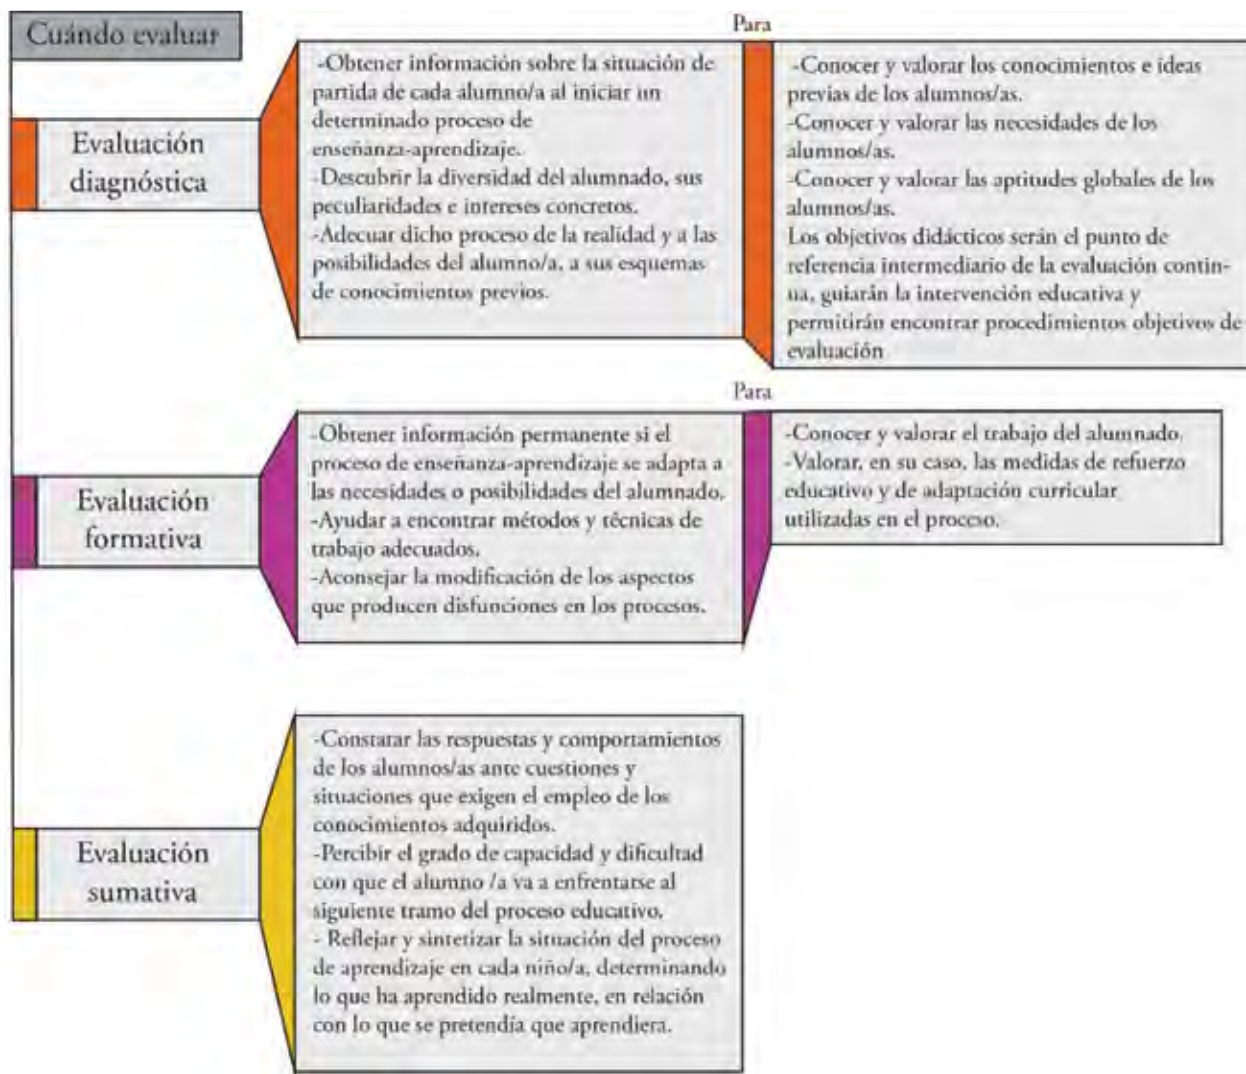 Cuándo evaluar
Evaluación
diagnóstica
-Obtener información sobre la situación de
partida de cada alumno/a al iniciar un
determinado proceso de
enseñanza-aprendizaje.
-Descubrir la diversidad del alumnado, sus
peculiaridades e intereses concretos.
-Adecuar dicho proceso de la realidad y a las
posibilidades del alumno/a, a sus esquemas
de conocimientos previos.
Para
-Conocer y valorar los conocimientos e ideas
previas de los alumnos/as.
-Conocer y valorar las necesidades de los
alumnos/as.
-Conocer y valorar las aptitudes globales de los
alumnos/as.
Los objetivos didácticos serán el punto de
referencia intermediario de la evaluación contin-
ua, guiarán la intervención educativa y
permitirán encontrar procedimientos objetivos de
evaluación
Evaluación
formativa
-Obtener información permanente si el
proceso de enseñanza-aprendizaje se adapta a
las necesidades o posibilidades del alumnado.
-Ayudar a encontrar métodos y técnicas de
trabajo adecuados.
-Aconsejar la modificación de los aspectos
que producen disfunciones en los procesos.
Para
-Conocer y valorar el trabajo del alumnado.
-Valorar, en su caso, las medidas de refuerzo
educativo y de adaptación curricular
utilizadas en el proceso.
Evaluación
sumativa
-Constarar las respuestas y comportamientos
de los alumnos/as ante cuestiones y
situaciones que exigen el empleo de los
conocimientos adquiridos.
-Percibir el grado de capacidad y dificultad
con que el alumno /a va a enfrentarse al
siguiente tramo del proceso educativo.
- Reflejar y sintetizar la situación del proceso
de aprendizaje en cada niño/a, determinando
lo que ha aprendido realmente, en relación
con lo que se pretendía que aprendiera.